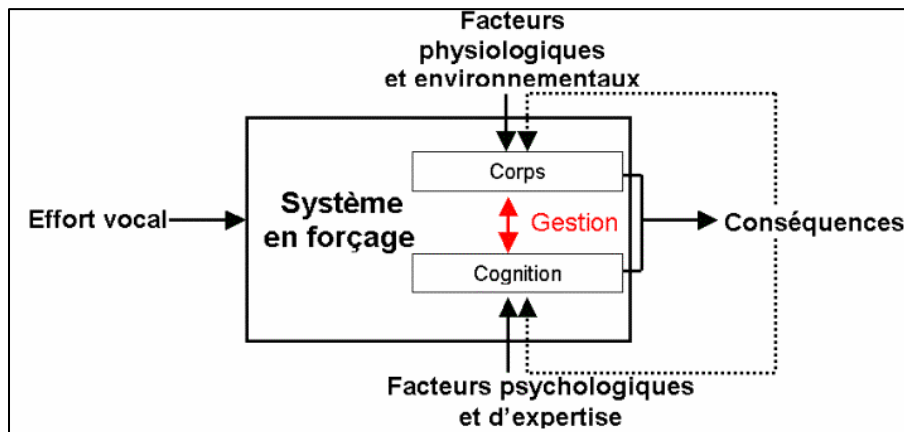 Facteurs
physiologiques
et environnementaux
Corps
Système
en forçage
Effort vocal
Gestion
Conséquences
Cognition
Facteurs psychologiques
et d'expertise